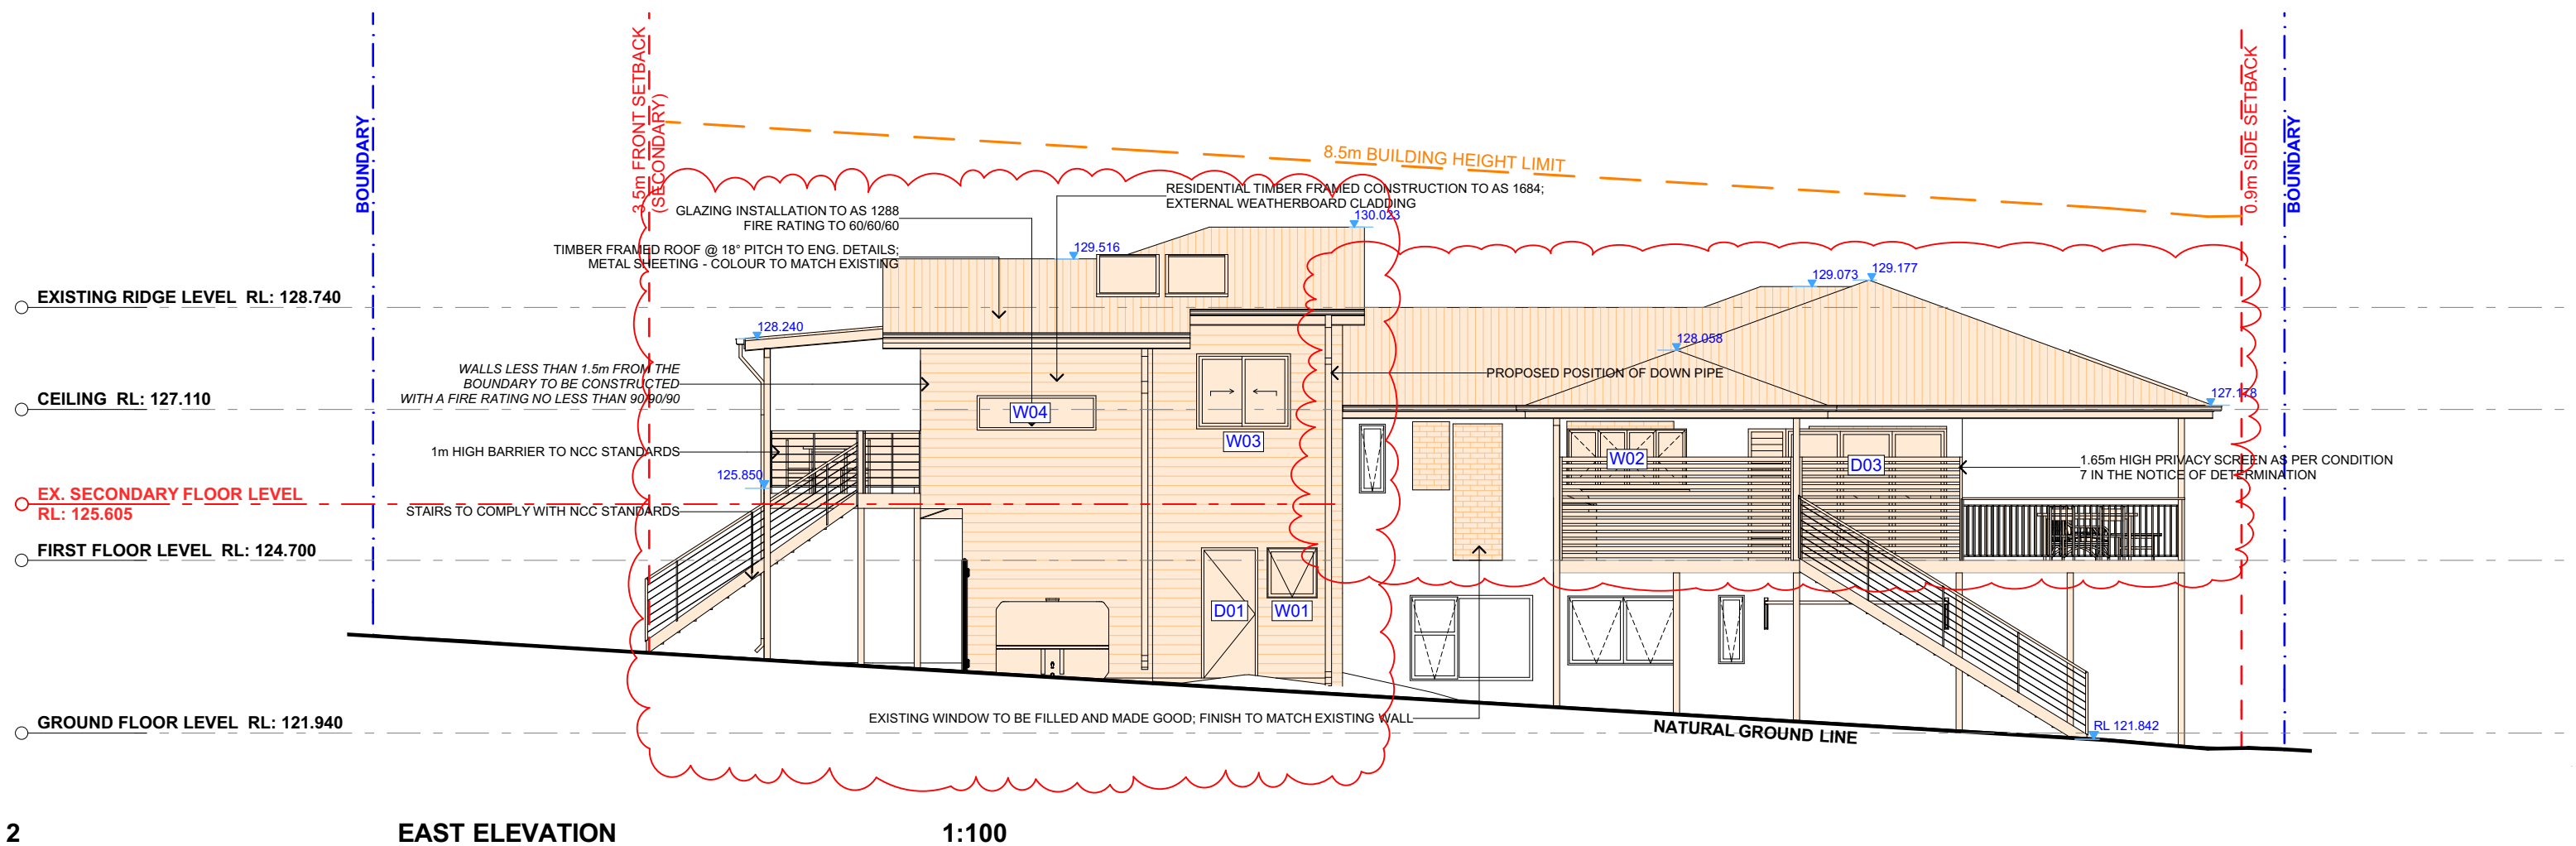 BOUNDARY
3.5m FRONT SETBACK
(SECONDARY)
8.5m BUILDING HEIGHT LIMIT
0.9m SIDE SETBACK
BOUNDARY
RESIDENTIAL TIMBER FRAMED CONSTRUCTION TO AS 1684;
EXTERNAL WEATHERBOARD CLADDING
GLAZING INSTALLATION TO AS 1288
FIRE RATING TO 60/60/60
130.023
TIMBER FRAMED ROOF @ 18° PITCH TO ENG. DETAILS;
METAL SHEETING - COLOUR TO MATCH EXISTING
129.516
129.073
129.177
EXISTING RIDGE LEVEL RL: 128.740
128.240
128.058
WALLS LESS THAN 1.5m FROM THE
BOUNDARY TO BE CONSTRUCTED
WITH A FIRE RATING NO LESS THAN 90/90/90
PROPOSED POSITION OF DOWN PIPE
CEILING RL: 127.110
127.178
W04
W03
1m HIGH BARRIER TO NCC STANDARDS
W02
D03
1.65m HIGH PRIVACY SCREEN AS PER CONDITION
7 IN THE NOTICE OF DETERMINATION
125.850
EX. SECONDARY FLOOR LEVEL
RL: 125.605
STAIRS TO COMPLY WITH NCC STANDARDS
FIRST FLOOR LEVEL RL: 124.700
D01
W01
GROUND FLOOR LEVEL RL: 121.940
EXISTING WINDOW TO BE FILLED AND MADE GOOD; FINISH TO MATCH EXISTING WALL
NATURAL GROUND LINE
RL 121.842
2
EAST ELEVATION
1:100